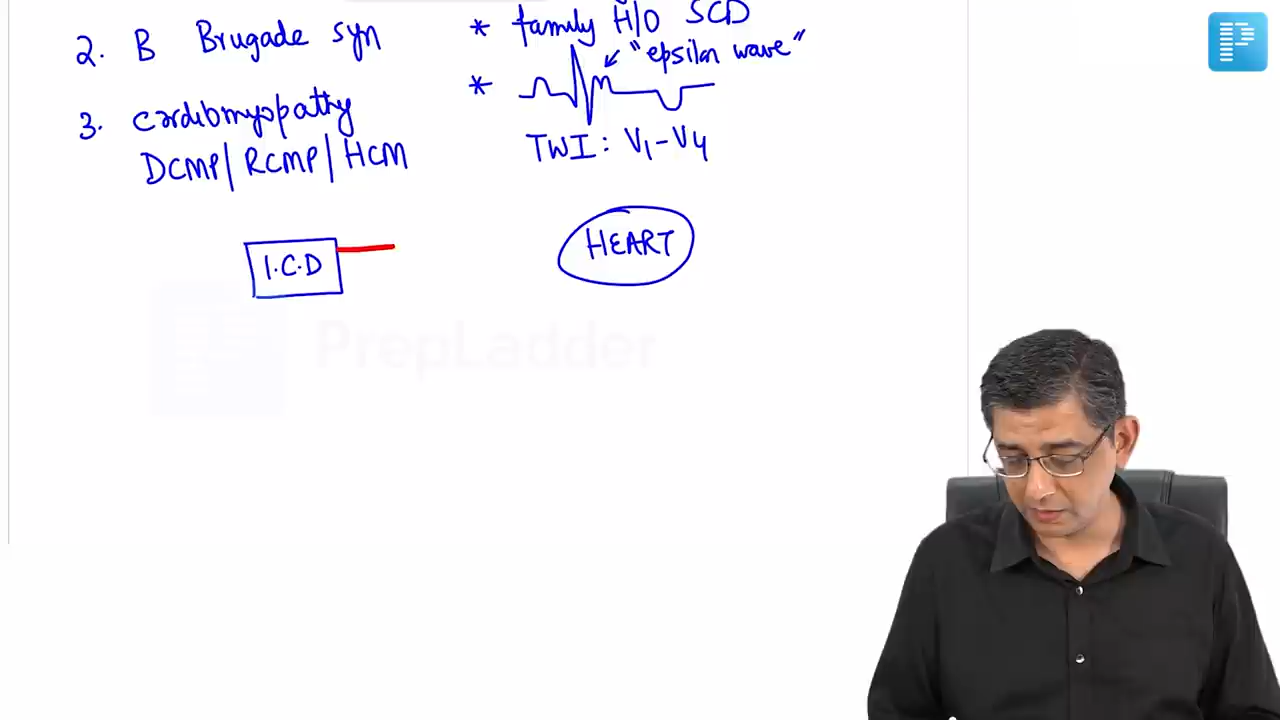 2. B Brugade syn
3. Cardiomyopathy
DCMP/ RCMP/ HCM
* family H/O SCD
* "epsilon wave"
TWI: V1-V4
I.C.D
HEART
PrepLadder